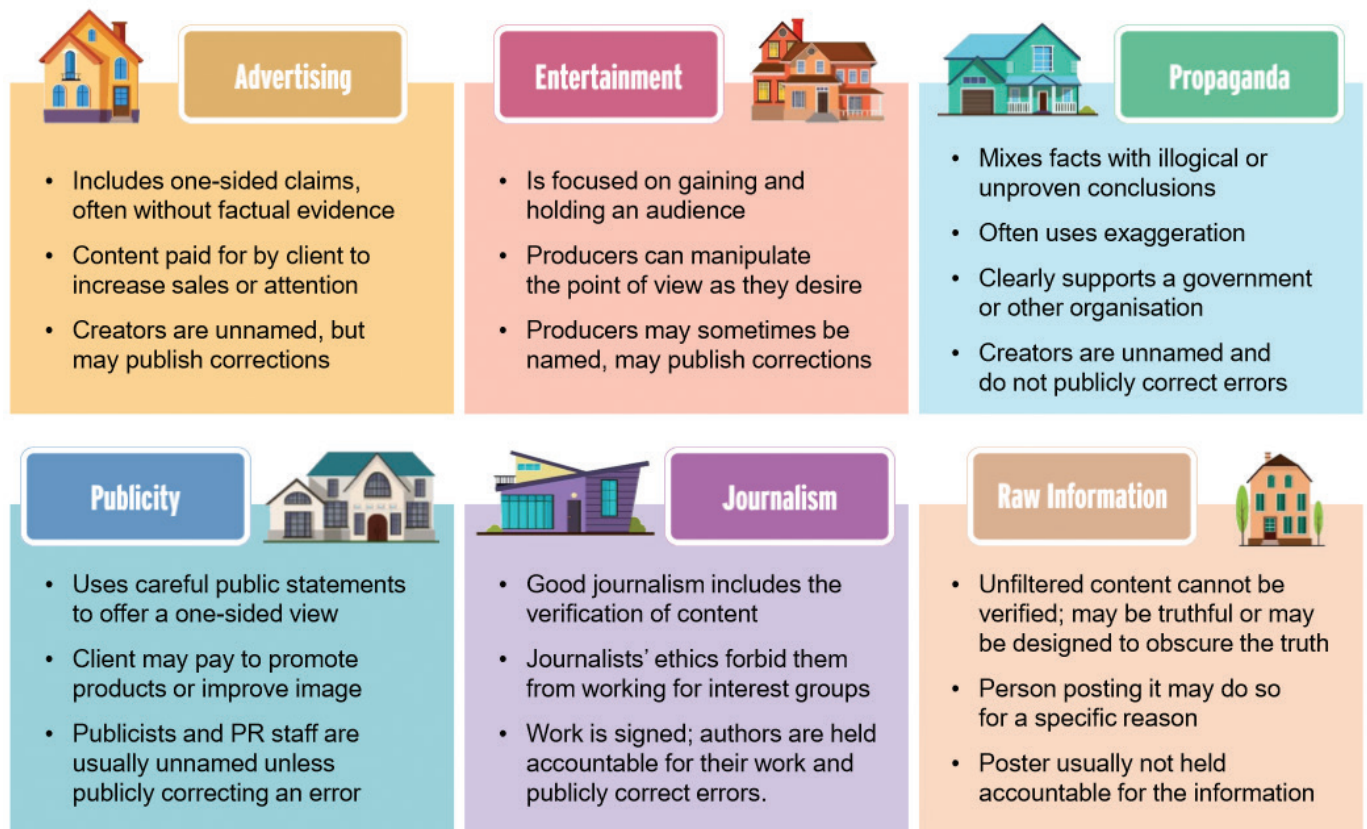 Advertising
• Includes one-sided claims,
often without factual evidence
• Content paid for by client to
increase sales or attention
• Creators are unnamed, but
may publish corrections
Entertainment
• Is focused on gaining and
holding an audience
• Producers can manipulate
the point of view as they desire
• Producers may sometimes be
named, may publish corrections
Propaganda
• Mixes facts with illogical or
unproven conclusions
• Often uses exaggeration
• Clearly supports a government
or other organisation
• Creators are unnamed and
do not publicly correct errors
Publicity
• Uses careful public statements
to offer a one-sided view
• Client may pay to promote
products or improve image
• Publicists and PR staff are
usually unnamed unless
publicly correcting an error
Journalism
• Good journalism includes the
verification of content
• Journalists’ ethics forbid them
from working for interest groups
• Work is signed; authors are held
accountable for their work and
publicly correct errors.
Raw Information
• Unfiltered content cannot be
verified; may be truthful or may
be designed to obscure the truth
• Person posting it may do so
for a specific reason
• Poster usually not held
accountable for the information